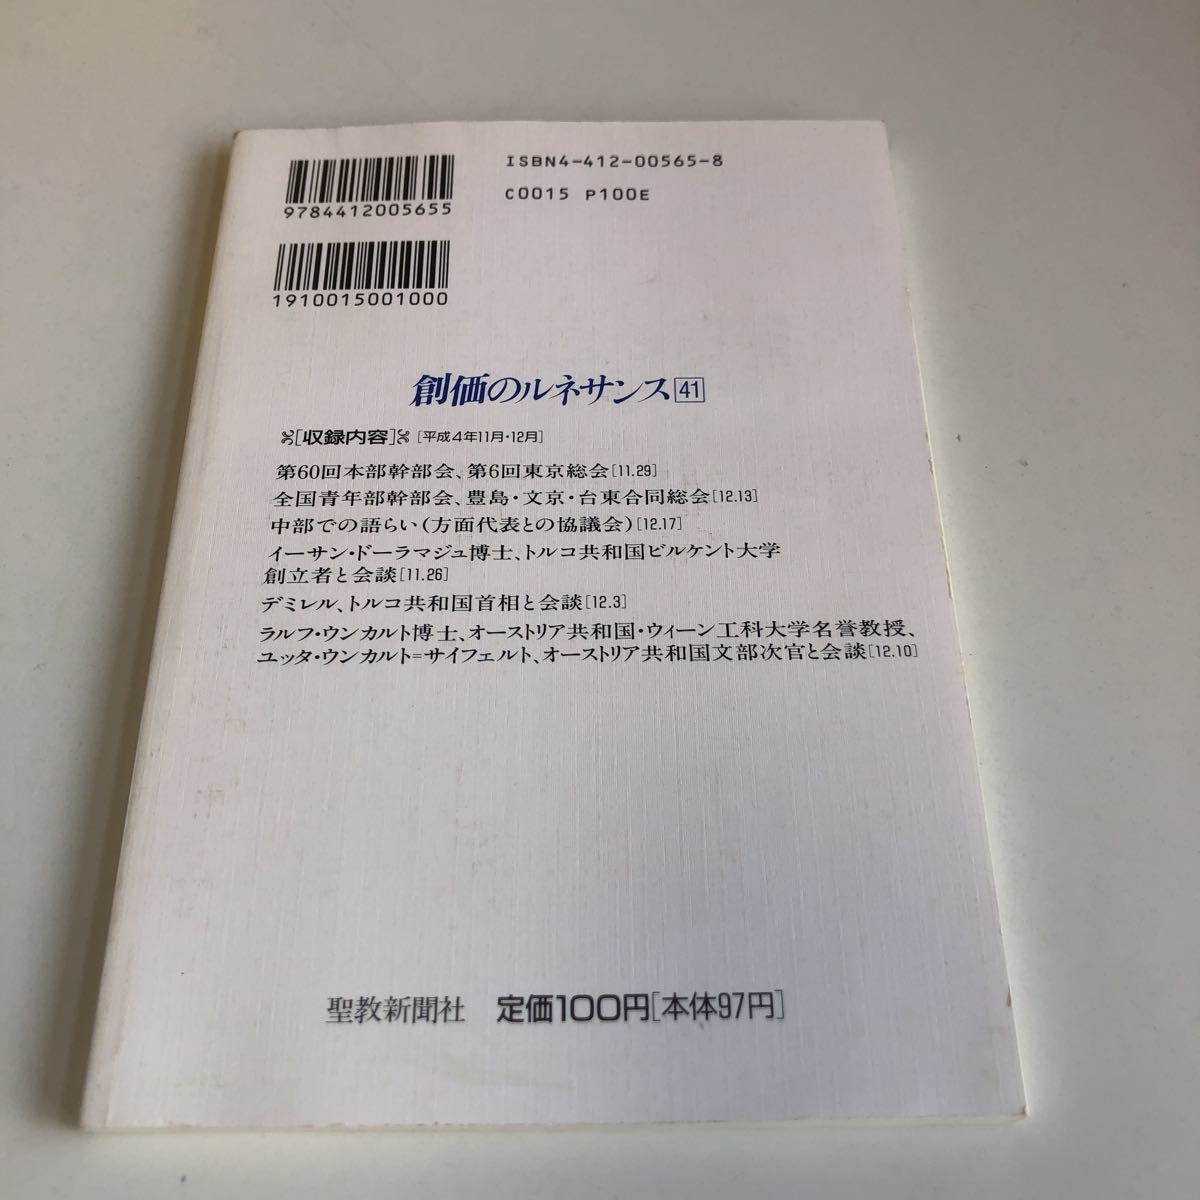 ISBN4-412-00565-8
C0015 P100E
9784412005655
1910015001000
創価のルネサンス41
[収録内容] [平成4年11月・12月]
第60回本部幹部会、第6回東京総会[11.29]
全国青年部幹部会、豊島・文京・台東合同総会[12.13]
中部での語らい(方面代表との協議会)[12.17]
イーサン・ドーラマジュ博士、トルコ共和国ビルケント大学
創立者と会談[11.26]
デミレル、トルコ共和国首相と会談[12.3]
ラルフ・ウンカルト博士、オーストリア共和国・ウィーン工科大学名誉教授、
ユッタ・ウンカルト=サイフェルト、オーストリア共和国文部次官と会談[12.10]
聖教新聞社 定価100円[本体97円]